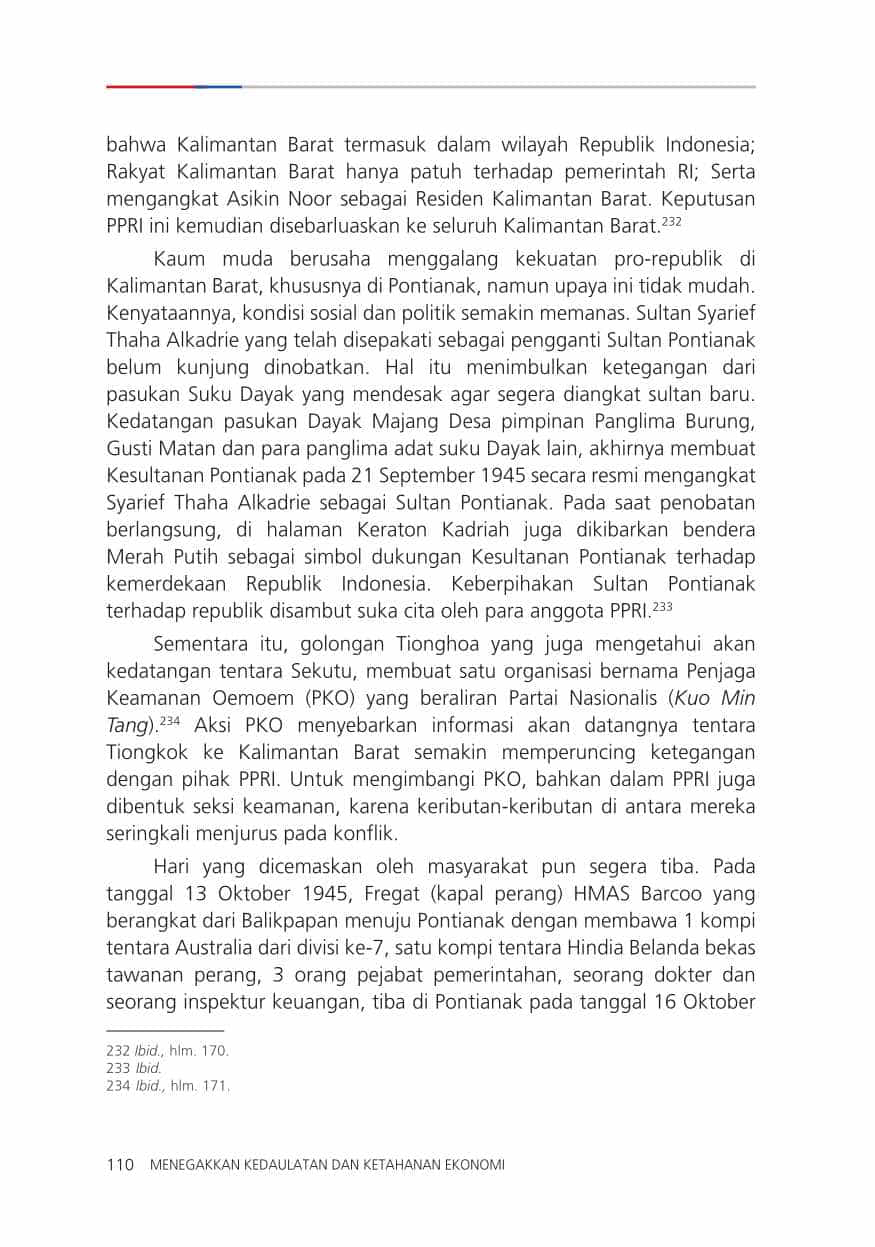 bahwa Kalimantan Barat termasuk dalam wilayah Republik Indonesia;
Rakyat Kalimantan Barat hanya patuh terhadap pemerintah RI; Serta
mengangkat Asikin Noor sebagai Residen Kalimantan Barat. Keputusan
PPRI ini kemudian disebarluaskan ke seluruh Kalimantan Barat.232
Kaum muda berusaha menggalang kekuatan pro-republik di
Kalimantan Barat, khususnya di Pontianak, namun upaya ini tidak mudah.
Kenyataannya, kondisi sosial dan politik semakin memanas. Sultan Syarief
Thaha Alkadrie yang telah disepakati sebagai pengganti Sultan Pontianak
belum kunjung dinobatkan. Hal itu menimbulkan ketegangan dari
pasukan Suku Dayak yang mendesak agar segera diangkat sultan baru.
Kedatangan pasukan Dayak Majang Desa pimpinan Panglima Burung,
Gusti Matan dan para panglima adat suku Dayak lain, akhirnya membuat
Kesultanan Pontianak pada 21 September 1945 secara resmi mengangkat
Syarief Thaha Alkadrie sebagai Sultan Pontianak. Pada saat penobatan
berlangsung, di halaman Keraton Kadriah juga dikibarkan bendera
Merah Putih sebagai simbol dukungan Kesultanan Pontianak terhadap
kemerdekaan Republik Indonesia. Keberpihakan Sultan Pontianak
terhadap republik disambut suka cita oleh para anggota PPRI.233
Sementara itu, golongan Tionghoa yang juga mengetahui akan
kedatangan tentara Sekutu, membuat satu organisasi bernama Penjaga
Keamanan Oemoem (PKO) yang beraliran Partai Nasionalis (Kuo Min
Tang).234 Aksi PKO menyebarkan informasi akan datangnya tentara
Tiongkok ke Kalimantan Barat semakin memperuncing ketegangan
dengan pihak PPRI. Untuk mengimbangi PKO, bahkan dalam PPRI juga
dibentuk seksi keamanan, karena keributan-keributan di antara mereka
seringkali menjurus pada konflik.
Hari yang dicemaskan oleh masyarakat pun segera tiba. Pada
tanggal 13 Oktober 1945, Fregat (kapal perang) HMAS Barcoo yang
berangkat dari Balikpapan menuju Pontianak dengan membawa 1 kompi
tentara Australia dari divisi ke-7, satu kompi tentara Hindia Belanda bekas
tawanan perang, 3 orang pejabat pemerintahan, seorang dokter dan
seorang inspektur keuangan, tiba di Pontianak pada tanggal 16 Oktober
232 Ibid., hlm. 170.
233 Ibid.
234 Ibid., hlm. 171.
110 MENEGAKKAN KEDAULATAN DAN KETAHANAN EKONOMI